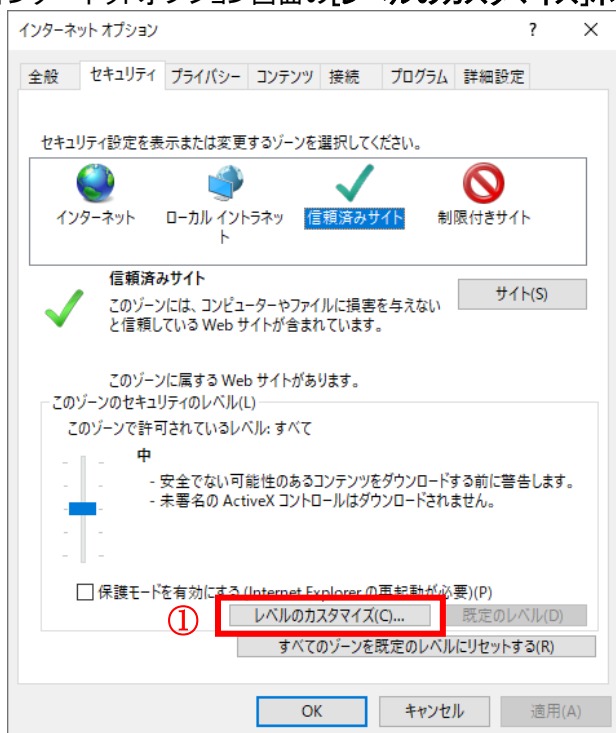 インターネット オプション
? ×
全般 セキュリティ プライバシー コンテンツ 接続 プログラム 詳細設定
セキュリティ設定を表示または変更するゾーンを選択してください。
インターネット ローカル イントラネッ 信頼済みサイト 制限付きサイト
ト
信頼済みサイト
サイト(S)
このゾーンには、コンピューターやファイルに損害を与えない
と信頼している Web サイトが含まれています。
このゾーンに属する Web サイトがあります。
このゾーンのセキュリティのレベル(L)
このゾーンで許可されているレベル: すべて
中
- 安全でない可能性のあるコンテンツをダウンロードする前に警告します。
- 未署名の ActiveX コントロールはダウンロードされません。
保護モードを有効にする (Internet Explorer の再起動が必要)(P)
① レベルのカスタマイズ(C)... 既定のレベル(D)
すべてのゾーンを既定のレベルにリセットする(R)
OK キャンセル 適用(A)